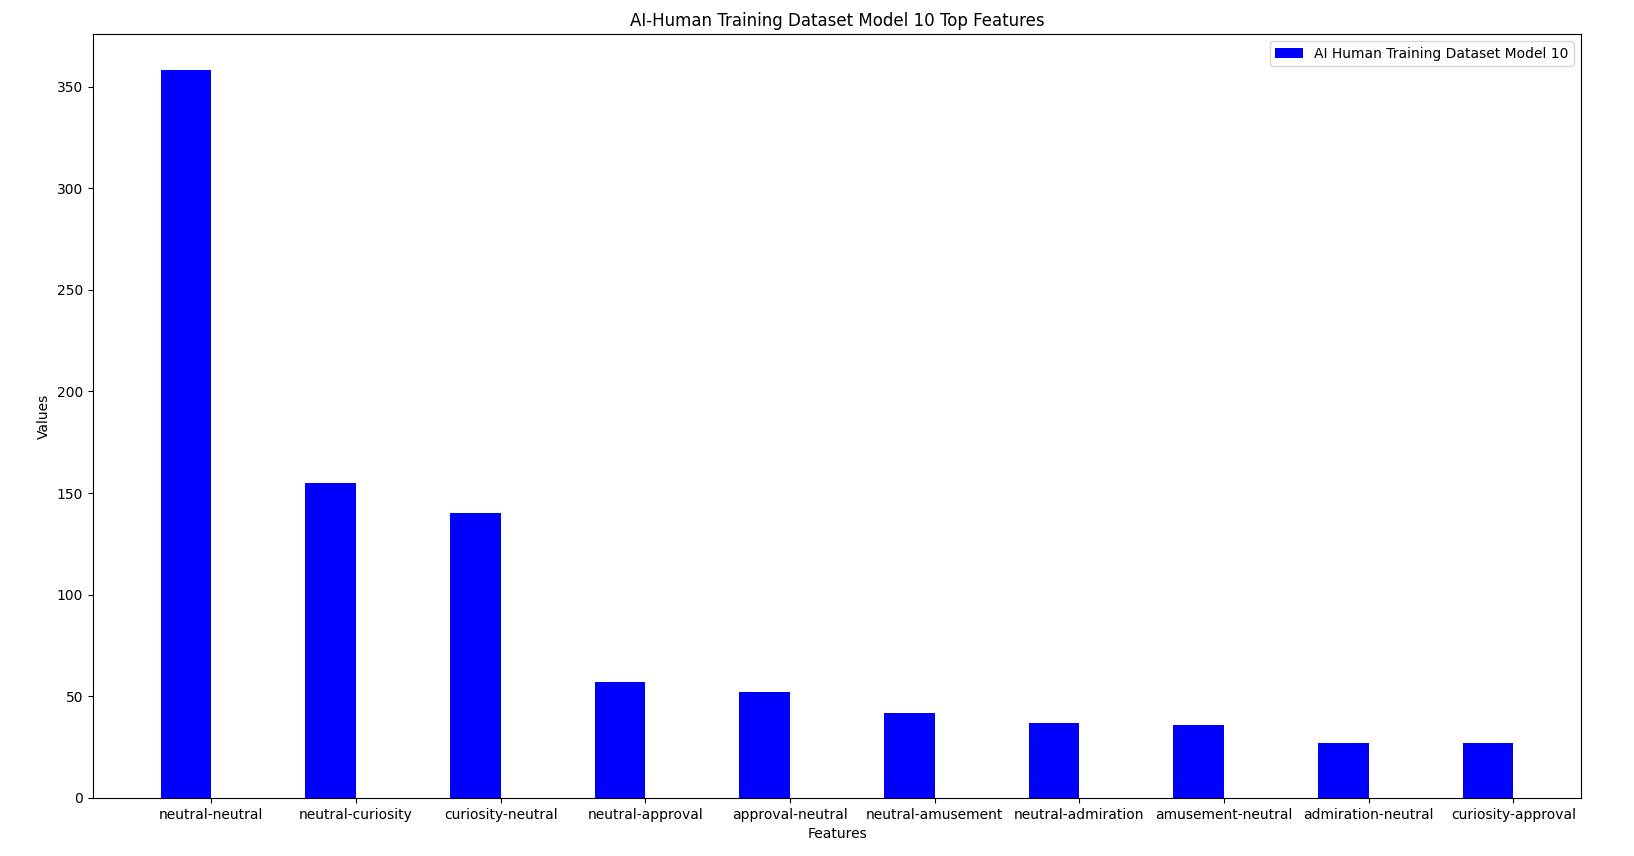 AI-Human Training Dataset Model 10 Top Features
AI Human Training Dataset Model 10
350
300
250
200
150
100
50
0
Values
neutral-neutral neutral-curiosity curiosity-neutral neutral-approval approval-neutral neutral-amusement neutral-admiration amusement-neutral admiration-neutral curiosity-approval
Features